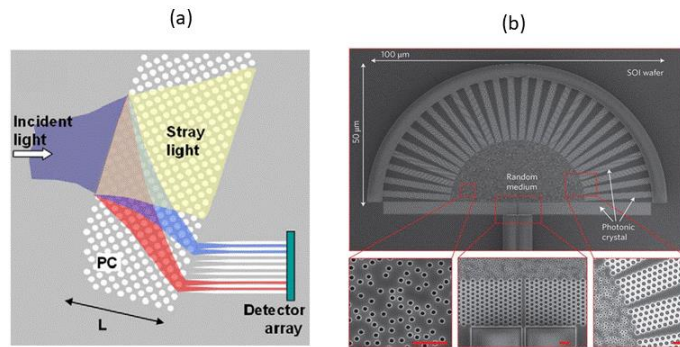 (a)
(b)
Incident
light
Stray
light
PC
L
Detector
array
100 µm
SOI wafer
50 µm
Random
medium
Photonic
crystal